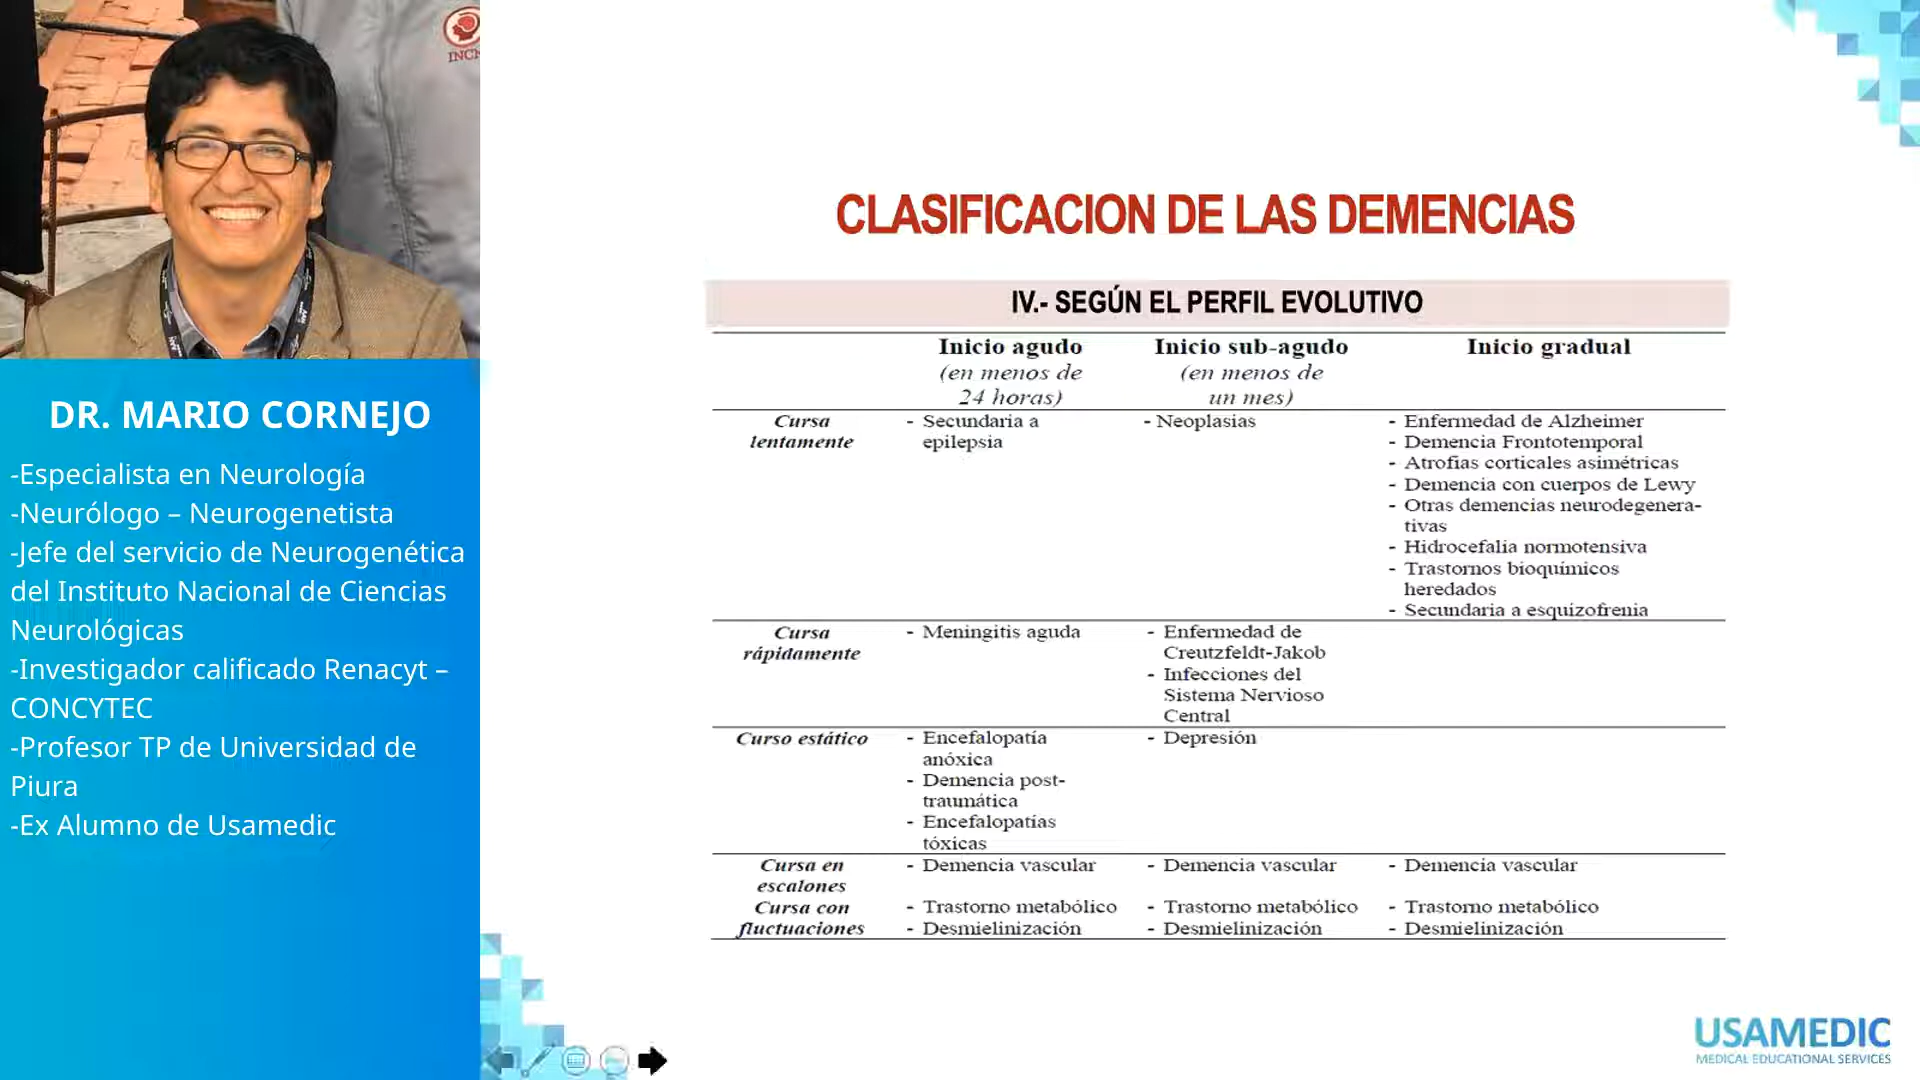 INCN
DR. MARIO CORNEJO
-Especialista en Neurología
-Neurólogo – Neurogenetista
-Jefe del servicio de Neurogenética
del Instituto Nacional de Ciencias
Neurológicas
-Investigador calificado Renacyt –
CONCYTEC
-Profesor TP de Universidad de
Piura
-Ex Alumno de Usamedic
CLASIFICACION DE LAS DEMENCIAS
IV.- SEGÚN EL PERFIL EVOLUTIVO
Inicio agudo Inicio sub-agudo Inicio gradual
(en menos de (en menos de
24 horas) un mes)
Cursa - Secundaria a - Neoplasias - Enfermedad de Alzheimer
lentamente epilepsia - Demencia Frontotemporal
- Atrofias corticales asimétricas
- Demencia con cuerpos de Lewy
- Otras demencias neurodegenera-
tivas
- Hidrocefalia normotensiva
- Trastornos bioquímicos
heredados
- Secundaria a esquizofrenia
Cursa - Meningitis aguda - Enfermedad de
rápidamente Creutzfeldt-Jakob
- Infecciones del
Sistema Nervioso
Central
Curso estático - Encefalopatía - Depresión
anóxica
- Demencia post-
traumática
- Encefalopatías
tóxicas
Cursa en - Demencia vascular - Demencia vascular - Demencia vascular
escalones
Cursa con - Trastorno metabólico - Trastorno metabólico - Trastorno metabólico
fluctuaciones - Desmielinización - Desmielinización - Desmielinización
USAMEDIC
MEDICAL EDUCATIONAL SERVICES